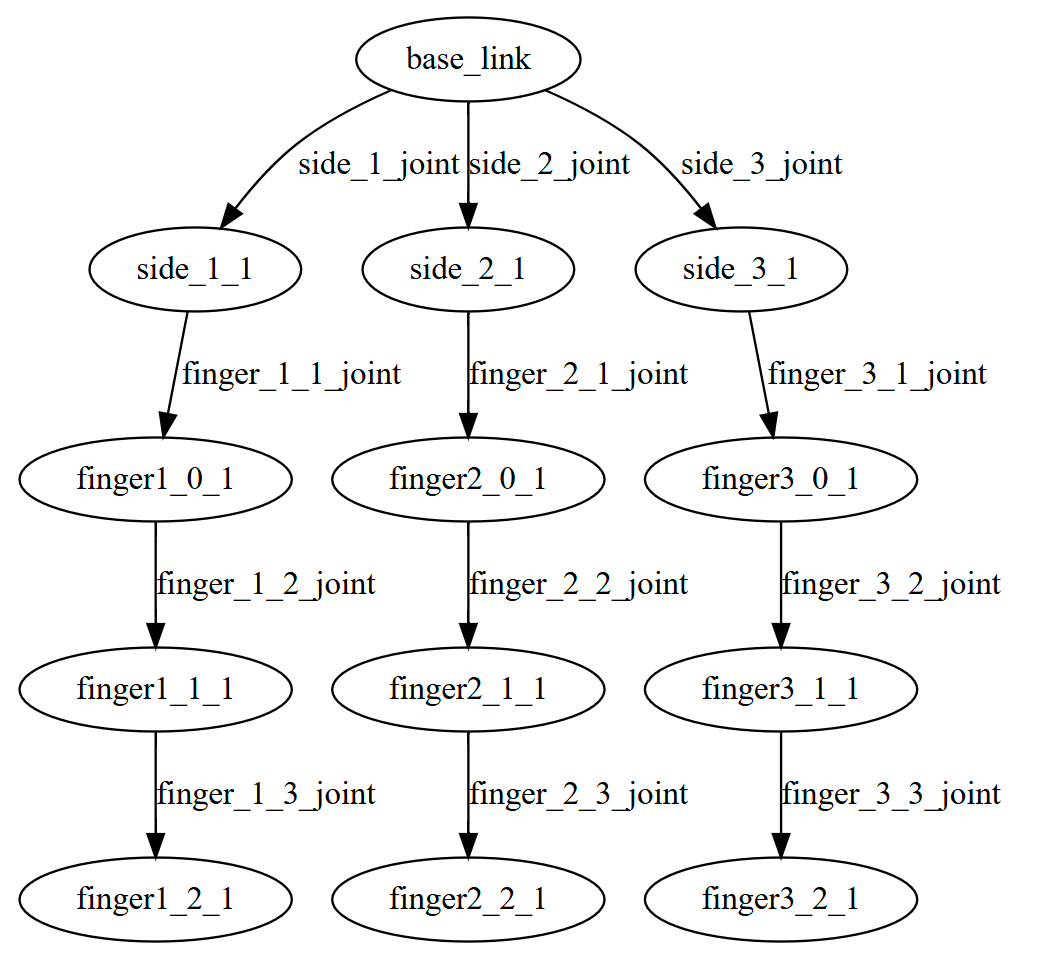 base_link
side_1_joint side_2_joint side_3_joint
side_1_1 side_2_1 side_3_1
finger_1_1_joint finger_2_1_joint finger_3_1_joint
finger1_0_1 finger2_0_1 finger3_0_1
finger_1_2_joint finger_2_2_joint finger_3_2_joint
finger1_1_1 finger2_1_1 finger3_1_1
finger_1_3_joint finger_2_3_joint finger_3_3_joint
finger1_2_1 finger2_2_1 finger3_2_1